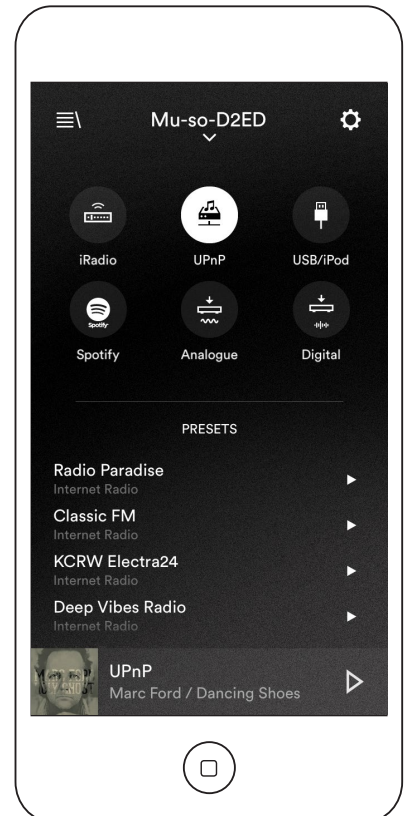 Mu-so-D2ED
iRadio
UPnP
USB/iPod
Spotify
Spotify
Analogue
Digital
PRESETS
Radio Paradise
Internet Radio
Classic FM
Internet Radio
KCRW Electra24
Internet Radio
Deep Vibes Radio
Internet Radio
UPnP
Marc Ford / Dancing Shoes